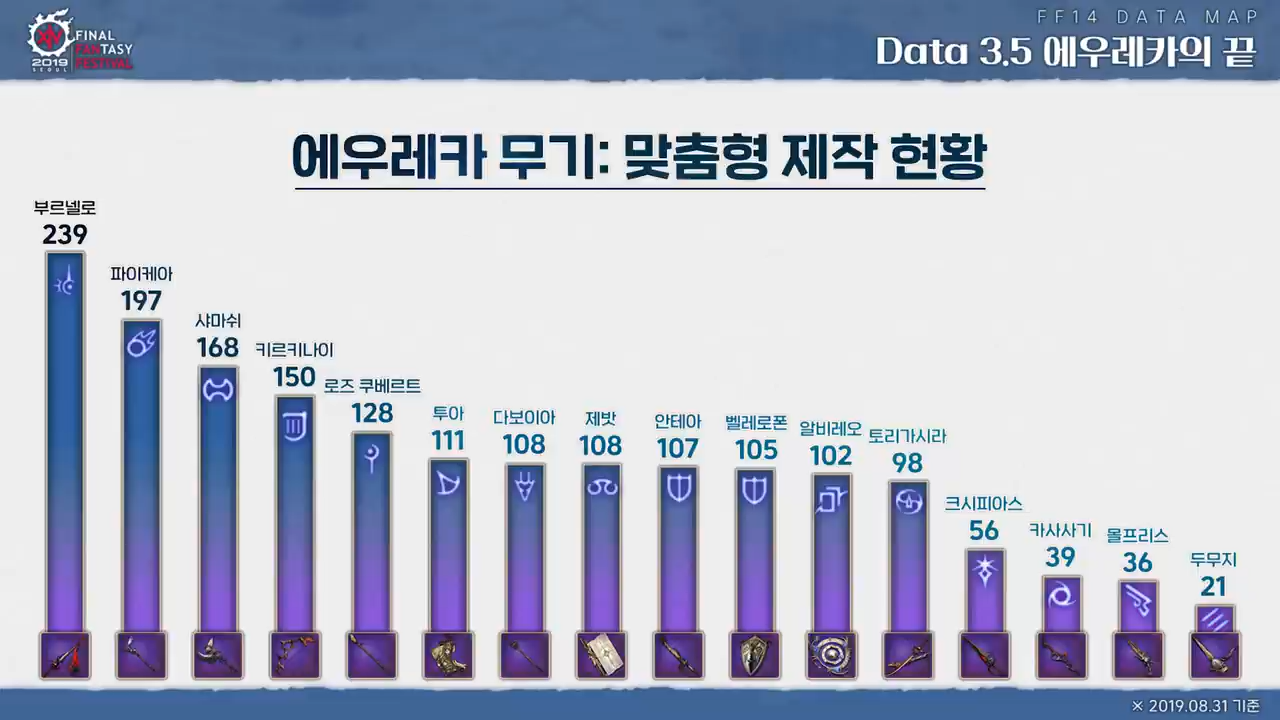 XIV FINAL
FANTASY
2019 FESTIVAL
SEOUL
FF14 DATA MAP
Data 3.5 에우레카의 끝
에우레카 무기: 맞춤형 제작 현황
부르넬로
239
파이케아
197
샤마쉬
168
키르키나이
150
로즈 쿠베르트
128
투아
111
다보이아
108
제밧
108
안테아
107
벨레로폰
105
알비레오
102
토리가시라
98
크시피아스
56
카사사기
39
몰프리스
36
두무지
21
× 2019.08.31 기준